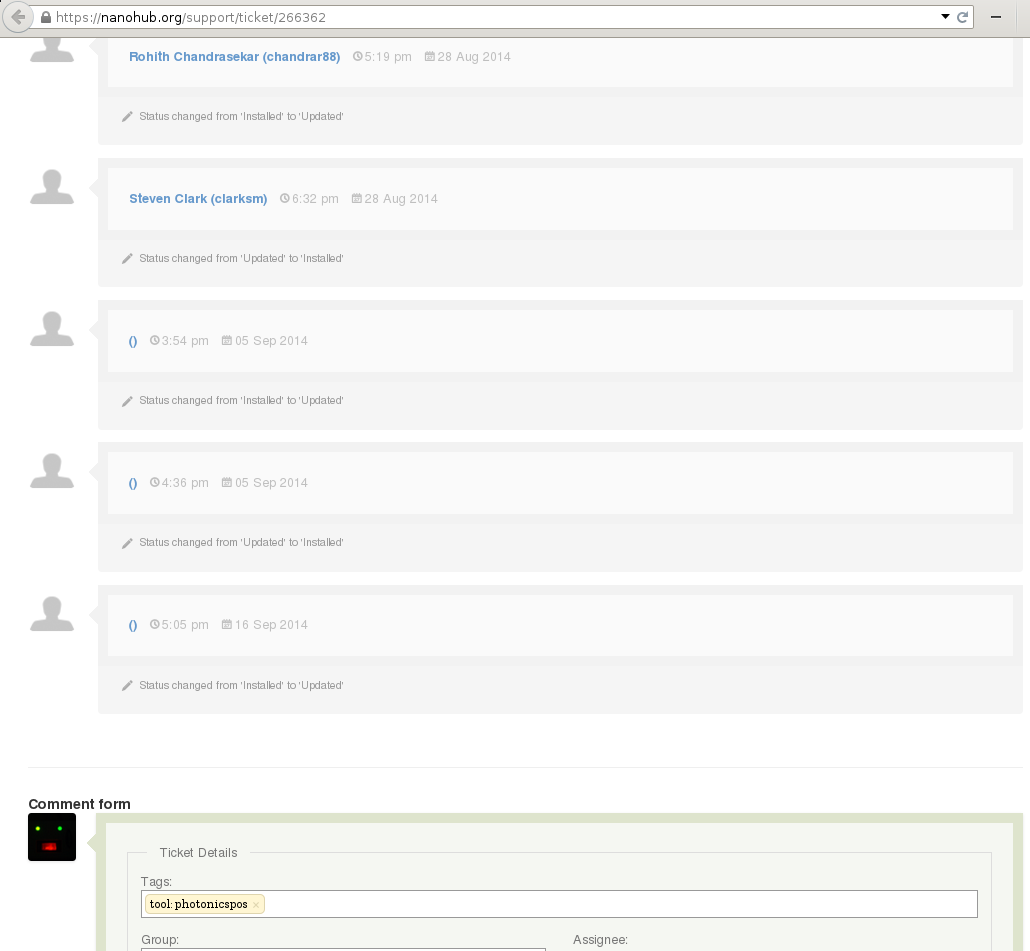 https://nanohub.org/support/ticket/266362
Rohith Chandrasekar (chandrar88) 5:19 pm 28 Aug 2014
Status changed from 'Installed' to 'Updated'
Steven Clark (clarksm) 6:32 pm 28 Aug 2014
Status changed from 'Updated' to 'Installed'
() 3:54 pm 05 Sep 2014
Status changed from 'Installed' to 'Updated'
() 4:36 pm 05 Sep 2014
Status changed from 'Updated' to 'Installed'
() 5:05 pm 16 Sep 2014
Status changed from 'Installed' to 'Updated'
Comment form
Ticket Details
Tags:
tool:photonicspos ×
Group: Assignee: